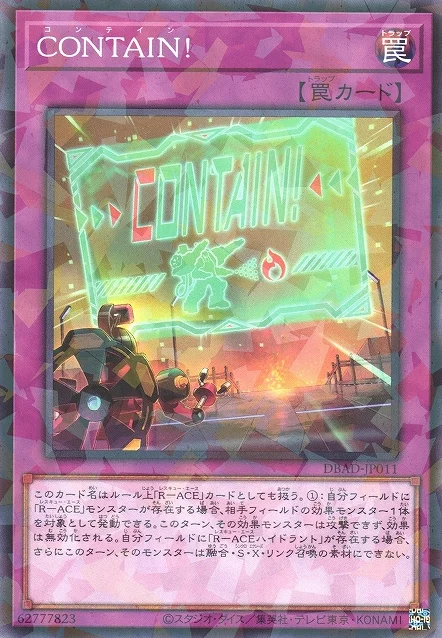 コンテイン
CONTAIN!
トラップ
罠
トラップ
【罠カード】
CONTAIN!
DBAD-JP011
このカード名はルール上「R－ACE」カードとしても扱う。①：自分フィールドに
「R－ACE」モンスターが存在する場合、相手フィールドの効果モンスター１体
を対象として発動できる。このターン、その効果モンスターは攻撃できず、効果
は無効化される。自分フィールドに「R－ACEハイドラント」が存在する場合、
さらにこのターン、そのモンスターは融合・S・X・リンク召喚の素材にできない。
62777823
©スタジオ・ダイス／集英社・テレビ東京・KONAMI